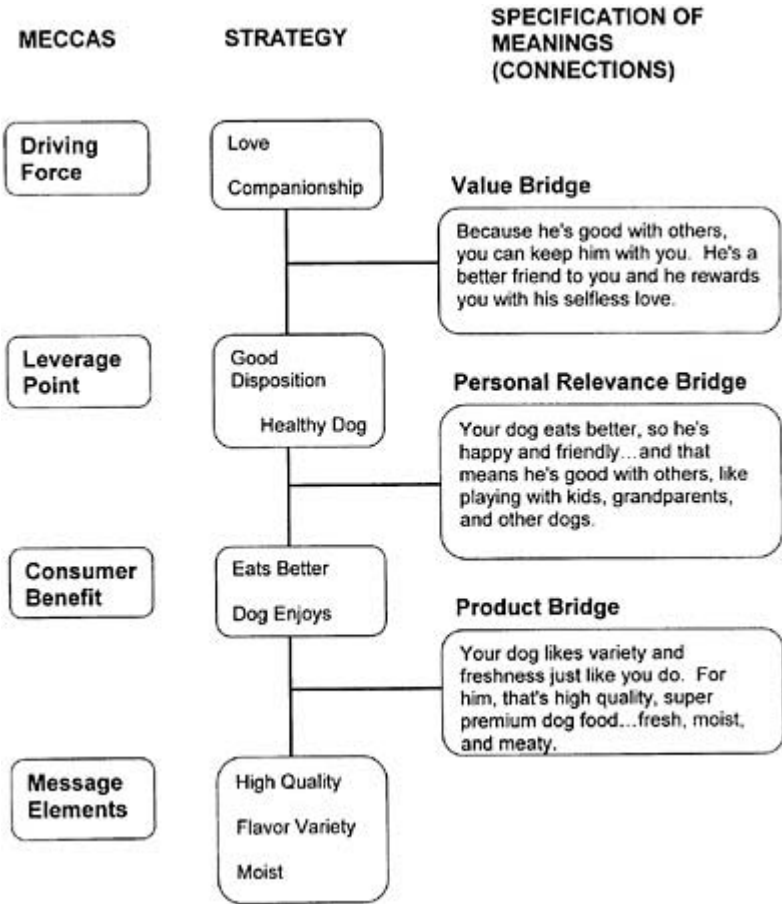 MECCAS
STRATEGY
SPECIFICATION OF
MEANINGS
(CONNECTIONS)
Driving
Force
Love
Companionship
Value Bridge
Because he's good with others,
you can keep him with you. He's a
better friend to you and he rewards
you with his selfless love.
Leverage
Point
Good
Disposition
Healthy Dog
Personal Relevance Bridge
Your dog eats better, so he's
happy and friendly...and that
means he's good with others, like
playing with kids, grandparents,
and other dogs.
Consumer
Benefit
Eats Better
Dog Enjoys
Product Bridge
Your dog likes variety and
freshness just like you do. For
him, that's high quality, super
premium dog food...fresh, moist,
and meaty.
Message
Elements
High Quality
Flavor Variety
Moist